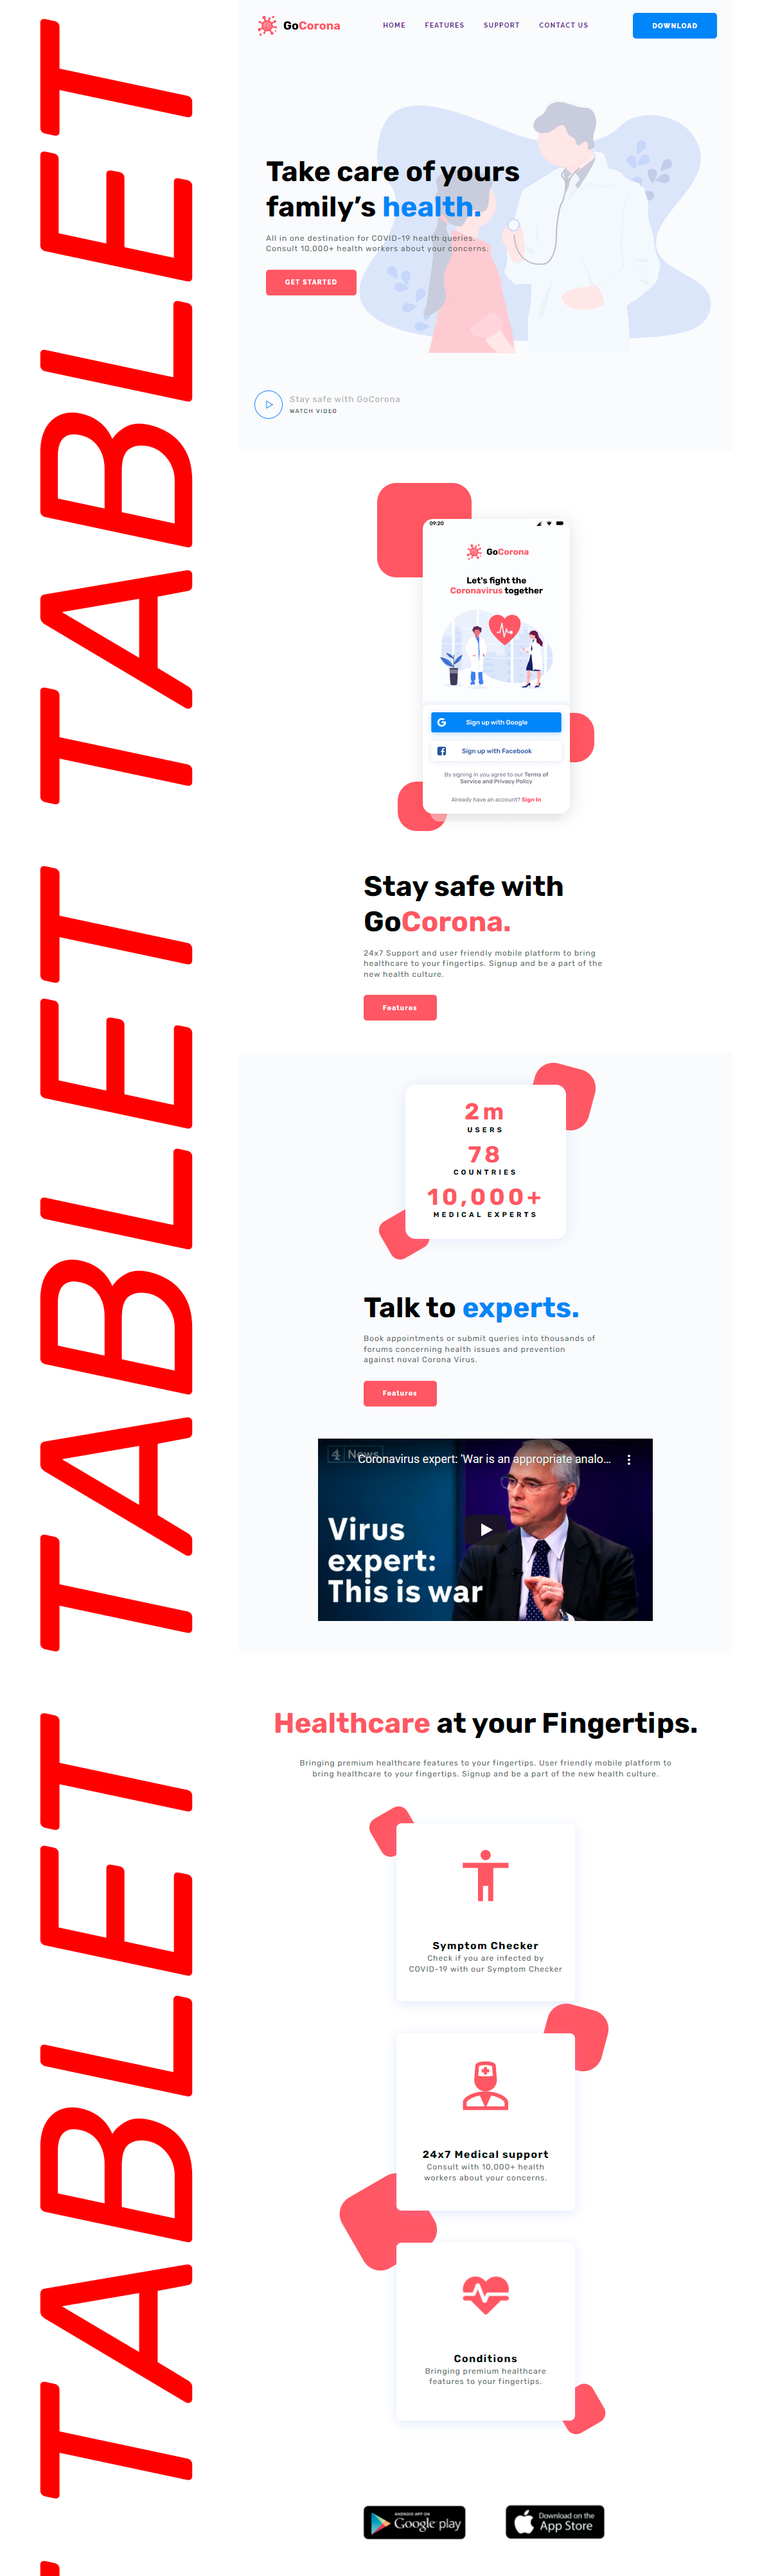 TABLET TABLET TABLET T
GoCorona
HOME FEATURES SUPPORT CONTACT US
DOWNLOAD
Take care of yours
family's health.
All in one destination for COVID-19 health queries.
Consult 10,000+ health workers about your concerns.
GET STARTED
Stay safe with GoCorona
WATCH VIDEO
09:20
GoCorona
Let's fight the
Coronavirus together
Sign up with Google
Sign up with Facebook
By signing in you agree to our Terms of
Service and Privacy Policy
Already have an account? Sign In
Stay safe with
GoCorona.
24x7 Support and user friendly mobile platform to bring
healthcare to your fingertips. Signup and be a part of the
new health culture.
Features
2m
USERS
78
COUNTRIES
10,000+
MEDICAL EXPERTS
Talk to experts.
Book appointments or submit queries into thousands of
forums concerning health issues and prevention
against noval Corona Virus.
Features
4 News
Coronavirus expert: 'War is an appropriate analo...
Virus
expert:
This is war
Healthcare at your Fingertips.
Bringing premium healthcare features to your fingertips. User friendly mobile platform to
bring healthcare to your fingertips. Signup and be a part of the new health culture.
Symptom Checker
Check if you are infected by
COVID-19 with our Symptom Checker
24x7 Medical support
Consult with 10,000+ health
workers about your concerns.
Conditions
Bringing premium healthcare
features to your fingertips.
ANDROID APP ON
Google play
Download on the
App Store